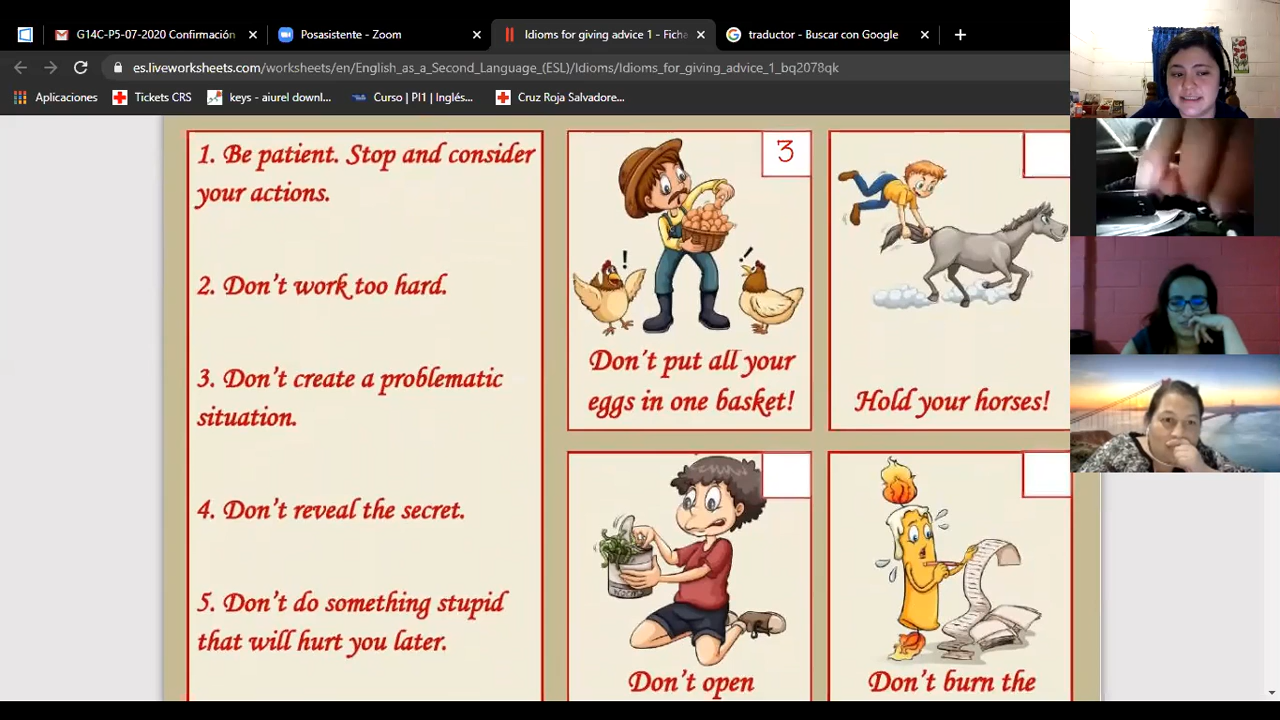 G14C-P5-07-2020 Confirmación
Posasistente - Zoom
Idioms for giving advice 1 - Ficha
traductor - Buscar con Google
es.liveworksheets.com/worksheets/en/English_as_a_Second_Language_(ESL)/Idioms/Idioms_for_giving_advice_1_bq2078qk
Aplicaciones
Tickets CRS
keys - aiurel downl...
Curso | PI1 | Inglés...
Cruz Roja Salvadore...
1. Be patient. Stop and consider
your actions.
2. Don't work too hard.
3. Don't create a problematic
situation.
4. Don't reveal the secret.
5. Don't do something stupid
that will hurt you later.
3
Don't put all your
eggs in one basket!
Hold your horses!
Don't open
Don't burn the